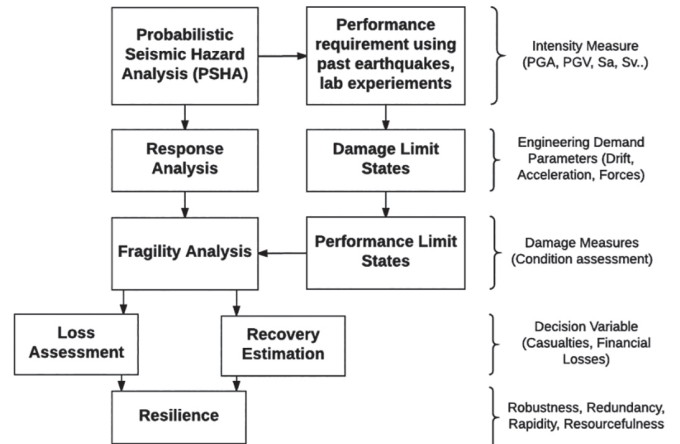 Probabilistic
Seismic Hazard
Analysis (PSHA)
Performance
requirement using
past earthquakes,
lab experiements
Intensity Measure
(PGA, PGV, Sa, Sv..)
Response
Analysis
Damage Limit
States
Engineering Demand
Parameters (Drift,
Acceleration, Forces)
Fragility Analysis
Performance Limit
States
Damage Measures
(Condition assessment)
Loss
Assessment
Recovery
Estimation
Decision Variable
(Casualties, Financial
Losses)
Resilience
Robustness, Redundancy,
Rapidity, Resourcefulness